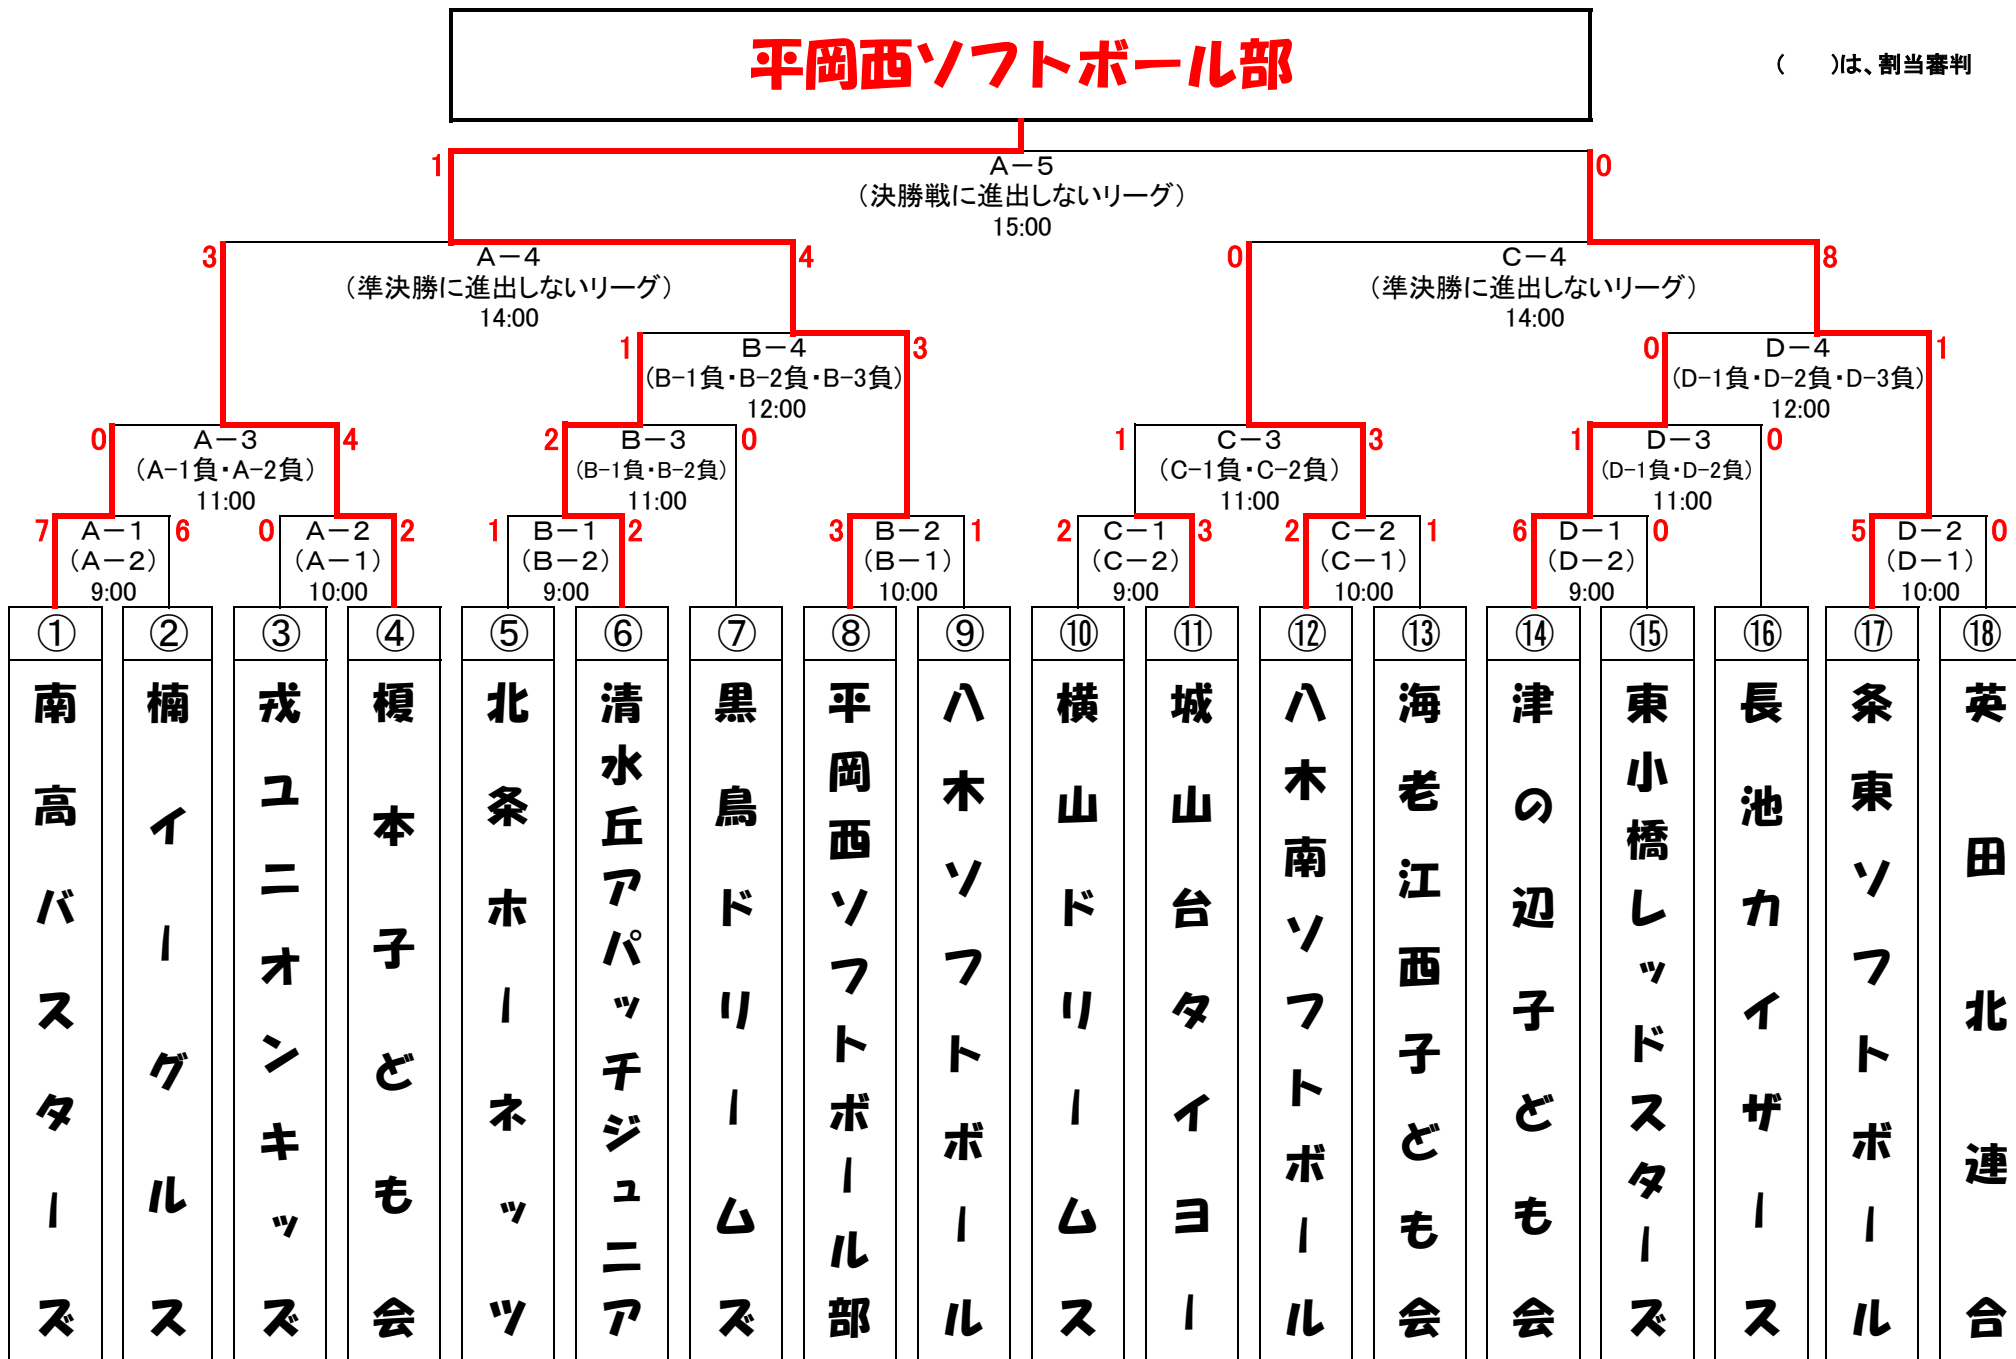 平岡西ソフトボール部
(　　)は、割当審判
1
A－5
0
（決勝戦に進出しないリーグ）
15:00
3
A－4
4
0
C－4
8
（準決勝に進出しないリーグ）
（準決勝に進出しないリーグ）
14:00
14:00
1
B－4
3
0
D－4
1
(B-1負・B-2負・B-3負)
(D-1負・D-2負・D-3負)
12:00
12:00
0
A－3
4
2
B－3
0
1
C－3
3
1
D－3
0
（A-1負・A-2負）
(B-1負・B-2負)
（C-1負・C-2負）
(D-1負・D-2負)
11:00
11:00
11:00
11:00
7
A－1
6
0
A－2
2
1
B－1
2
3
B－2
1
2
C－1
3
2
C－2
1
6
D－1
0
5
D－2
0
（A－2）
（A－1）
（B－2）
（B－1）
（C－2）
（C－1）
（D－2）
（D－1）
9:00
10:00
9:00
10:00
9:00
10:00
9:00
10:00
①
南高バスターズ
②
楠イーグルス
③
戎ユニオンキッズ
④
榎本子ども会
⑤
北条ホーネッツ
⑥
清水丘アパッチジュニア
⑦
黒鳥ドリームズ
⑧
平岡西ソフトボール部
⑨
八木ソフトボール
⑩
横山ドリームス
⑪
城山台タイヨー
⑫
八木南ソフトボール
⑬
海老江西子ども会
⑭
津の辺子ども会
⑮
東小橋レッドスターズ
⑯
長池カイザース
⑰
条東ソフトボール
⑱
英田北連合